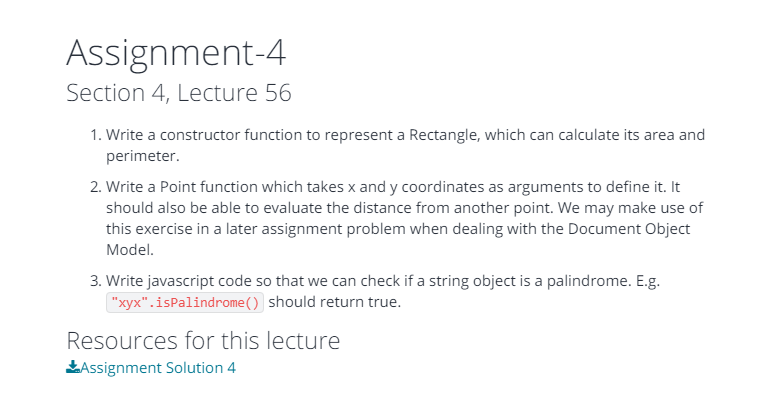 Assignment-4
Section 4, Lecture 56
1. Write a constructor function to represent a Rectangle, which can calculate its area and
perimeter.
2. Write a Point function which takes x and y coordinates as arguments to define it. It
should also be able to evaluate the distance from another point. We may make use of
this exercise in a later assignment problem when dealing with the Document Object
Model.
3. Write javascript code so that we can check if a string object is a palindrome. E.g.
"xyx".isPalindrome() should return true.
Resources for this lecture
Assignment Solution 4